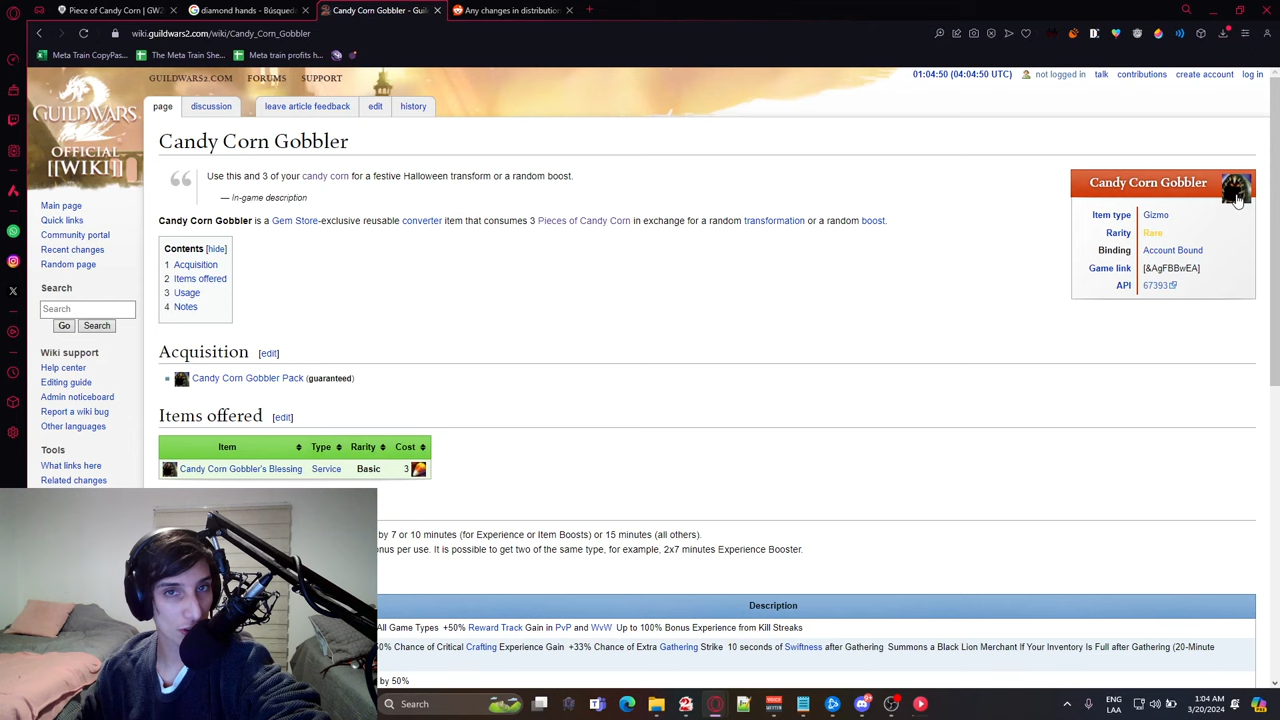 Piece of Candy Corn | GW2
diamond hands - Búsqued
Candy Corn Gobbler - Gui
Any changes in distribution
wiki.guildwars2.com/wiki/Candy_Corn_Gobbler
Meta Train CopyPas
The Meta Train She
Meta train profits h
GUILDWARS2.COM FORUMS SUPPORT
01:04:50 (04:04:50 UTC) not logged in talk contributions create account log in
GUILD WARS 2
OFFICIAL
[[WIKI]]
page discussion leave article feedback edit history
Candy Corn Gobbler
Use this and 3 of your candy corn for a festive Halloween transform or a random boost.
— In-game description
Candy Corn Gobbler is a Gem Store-exclusive reusable converter item that consumes 3 Pieces of Candy Corn in exchange for a random transformation or a random boost.
Candy Corn Gobbler
Item type Gizmo
Rarity Rare
Binding Account Bound
Game link [&AgFBBwEA]
API 67393
Contents [hide]
1 Acquisition
2 Items offered
3 Usage
4 Notes
Main page
Quick links
Community portal
Recent changes
Random page
Search
Search
Go Search
Wiki support
Help center
Editing guide
Admin noticeboard
Report a wiki bug
Other languages
Tools
What links here
Related changes
Acquisition [edit]
Candy Corn Gobbler Pack (guaranteed)
Items offered [edit]
Item Type Rarity Cost
Candy Corn Gobbler's Blessing Service Basic 3
by 7 or 10 minutes (for Experience or Item Boosts) or 15 minutes (all others).
onus per use. It is possible to get two of the same type, for example, 2x7 minutes Experience Booster.
Description
All Game Types +50% Reward Track Gain in PvP and WvW Up to 100% Bonus Experience from Kill Streaks
0% Chance of Critical Crafting Experience Gain +33% Chance of Extra Gathering Strike 10 seconds of Swiftness after Gathering Summons a Black Lion Merchant If Your Inventory Is Full after Gathering (20-Minute
by 50%
Search
ENG
LAA
1:04 AM
3/20/2024